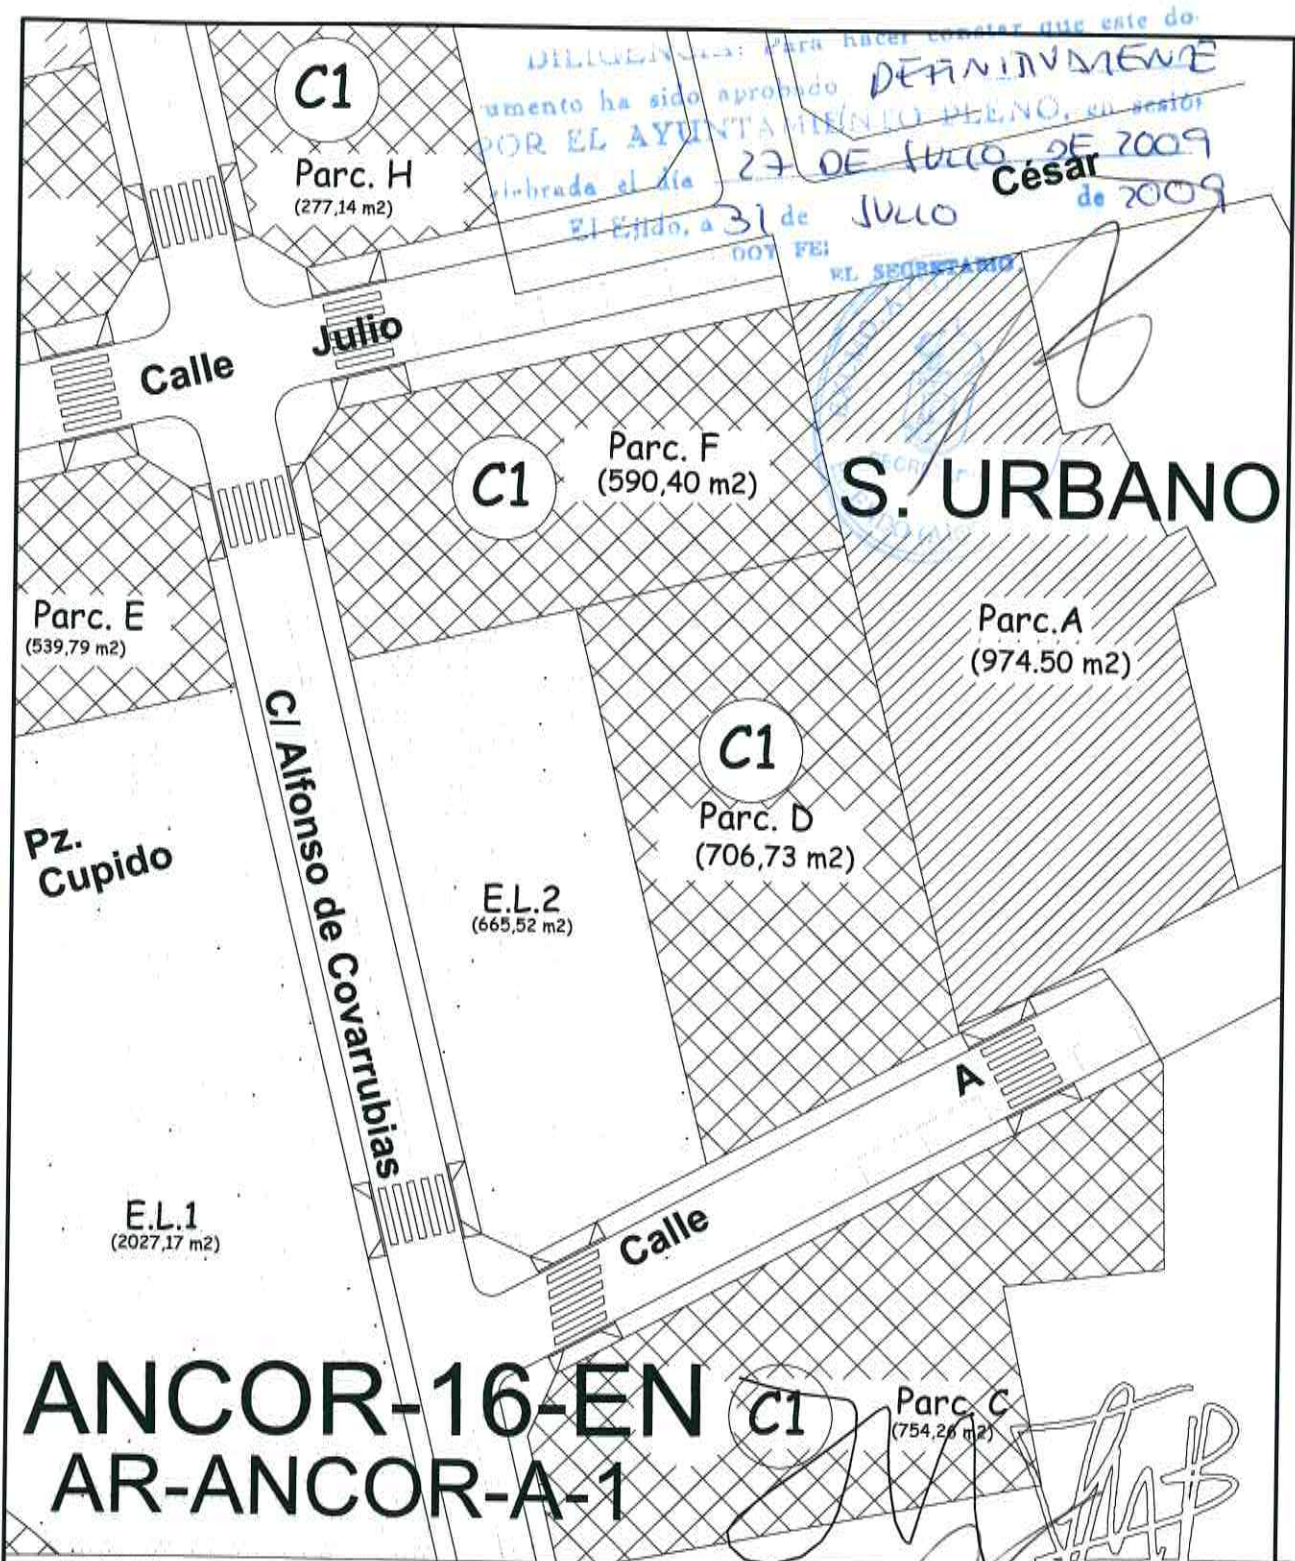 DILIGENCIA: Para hacer constar que este do-
umento ha sido aprobado DEFINITIVAMENTE
POR EL AYUNTAMIENTO PLENO, en sesión
elebrada el día 27 DE JULIO DE 2009
El Ejido, a 31 de JULIO de 2009
DOY FE:
EL SECRETARIO,
C1
Parc. H
(277,14 m2)
César
Julio
Calle
C1
Parc. F
(590,40 m2)
S. URBANO
Parc. E
(539,79 m2)
Parc.A
(974.50 m2)
C/ Alfonso de Covarrubias
C1
Parc. D
(706,73 m2)
Pz.
Cupido
E.L.2
(665,52 m2)
A
Calle
E.L.1
(2027,17 m2)
ANCOR-16-EN
AR-ANCOR-A-1
C1
Parc. C
(754,26 m2)